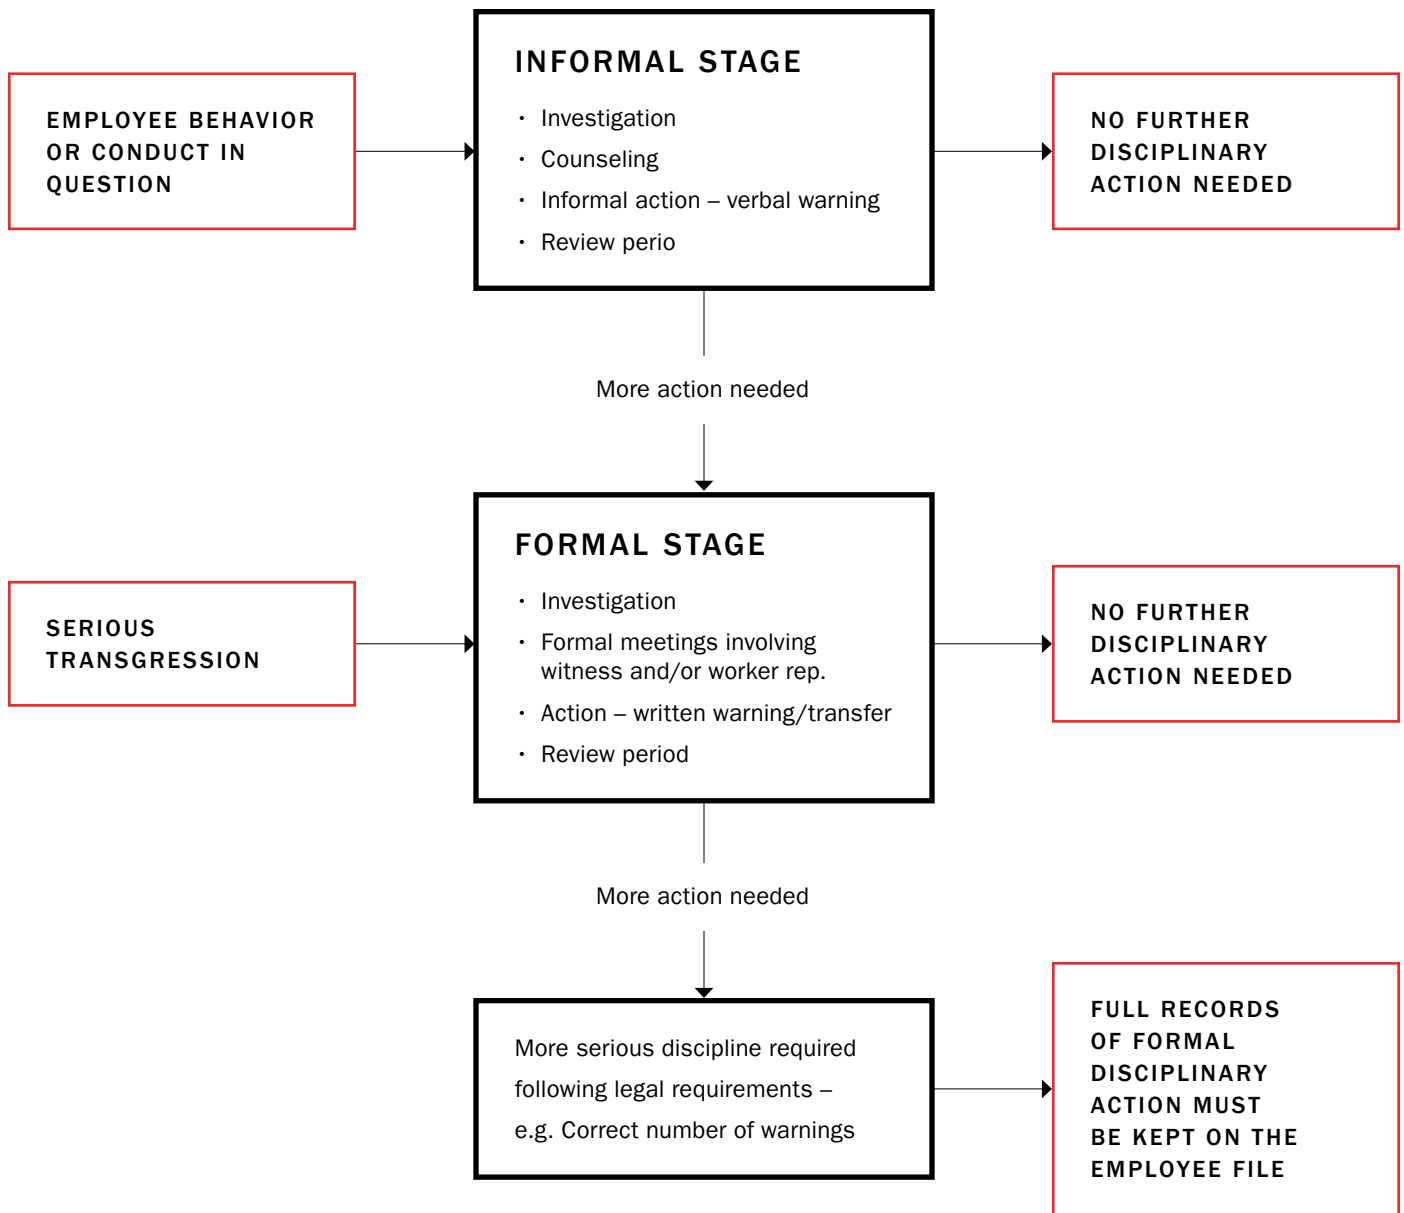 EMPLOYEE BEHAVIOR
OR CONDUCT IN
QUESTION
INFORMAL STAGE
· Investigation
· Counseling
· Informal action – verbal warning
· Review perio
NO FURTHER
DISCIPLINARY
ACTION NEEDED
More action needed
SERIOUS
TRANSGRESSION
FORMAL STAGE
· Investigation
· Formal meetings involving
witness and/or worker rep.
· Action – written warning/transfer
· Review period
NO FURTHER
DISCIPLINARY
ACTION NEEDED
More action needed
More serious discipline required
following legal requirements –
e.g. Correct number of warnings
FULL RECORDS
OF FORMAL
DISCIPLINARY
ACTION MUST
BE KEPT ON THE
EMPLOYEE FILE